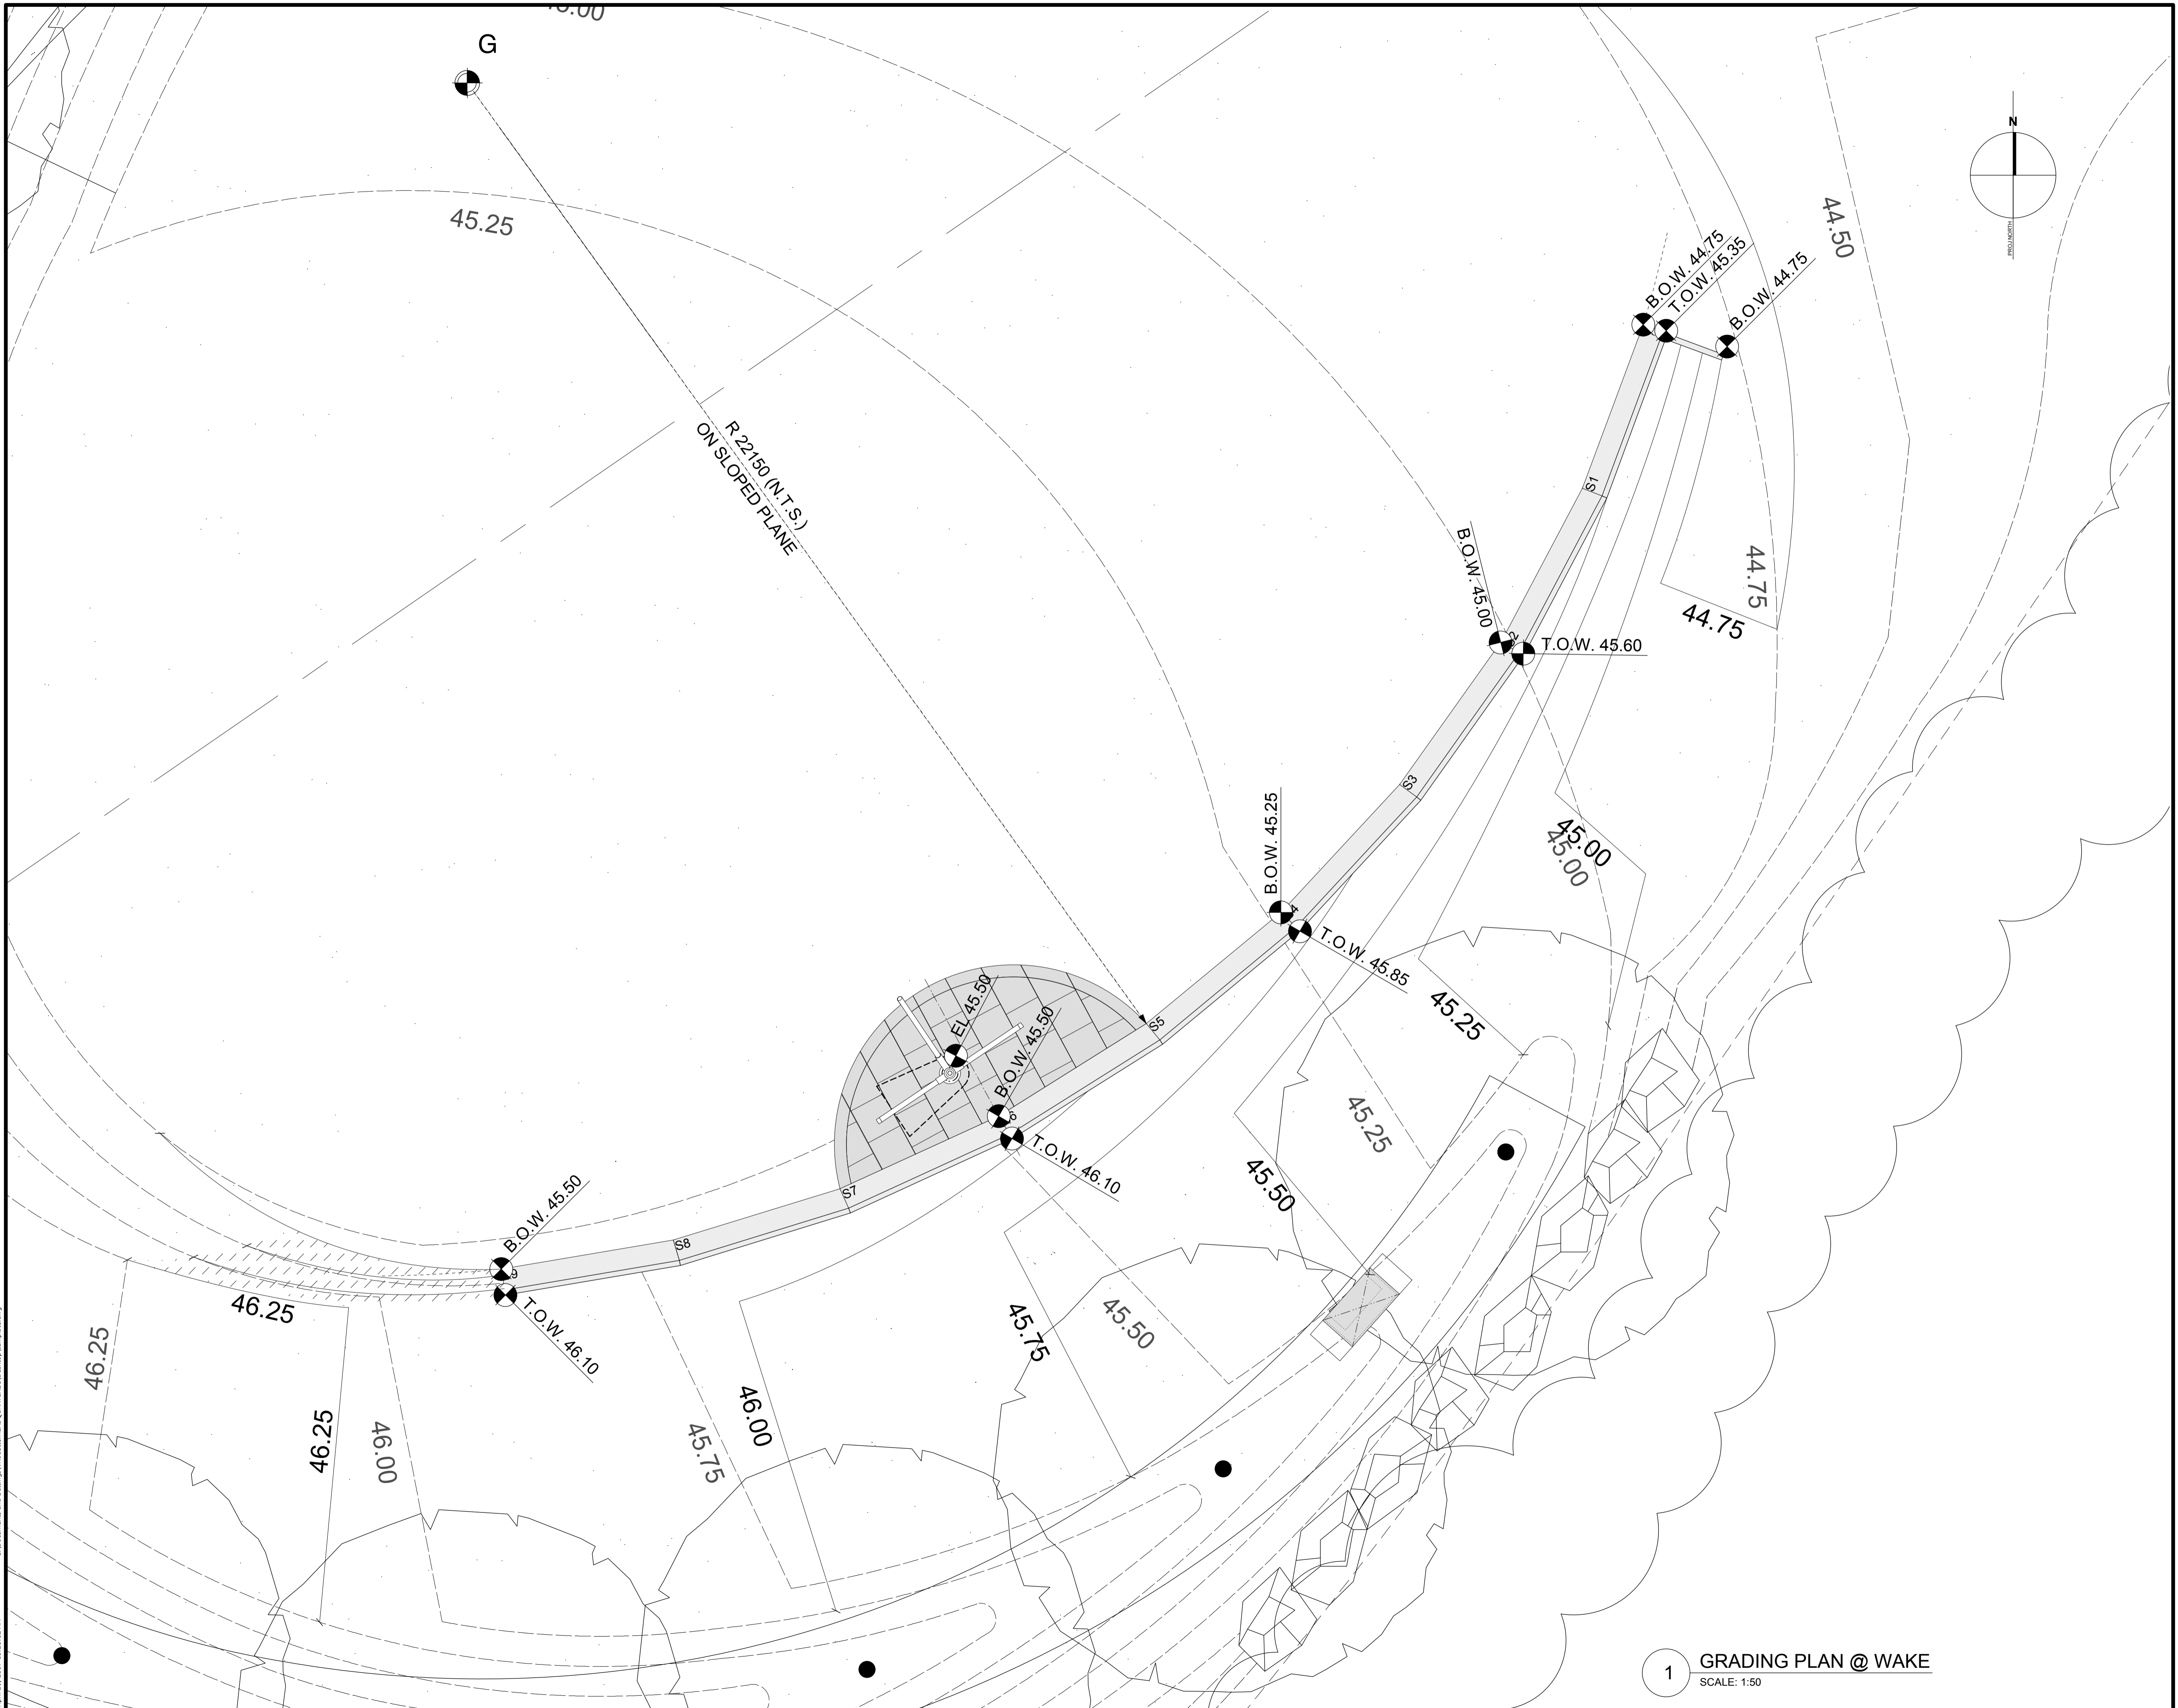 G
45.25
N
PROJ.NORTH
44.50
B.O.W. 44.75
T.O.W. 45.35
B.O.W. 44.75
R 22150 (N.T.S.)
ON SLOPED PLANE
S1
B.O.W. 45.00
T.O.W. 45.60
44.75
44.75
S3
B.O.W. 45.25
T.O.W. 45.85
45.00
45.00
EL 45.50
B.O.W. 45.50
S5
45.25
45.25
T.O.W. 46.10
S7
S8
B.O.W. 45.50
T.O.W. 46.10
45.50
45.50
45.75
46.25
46.25
46.25
46.00
45.75
46.00
1
GRADING PLAN @ WAKE
SCALE: 1:50